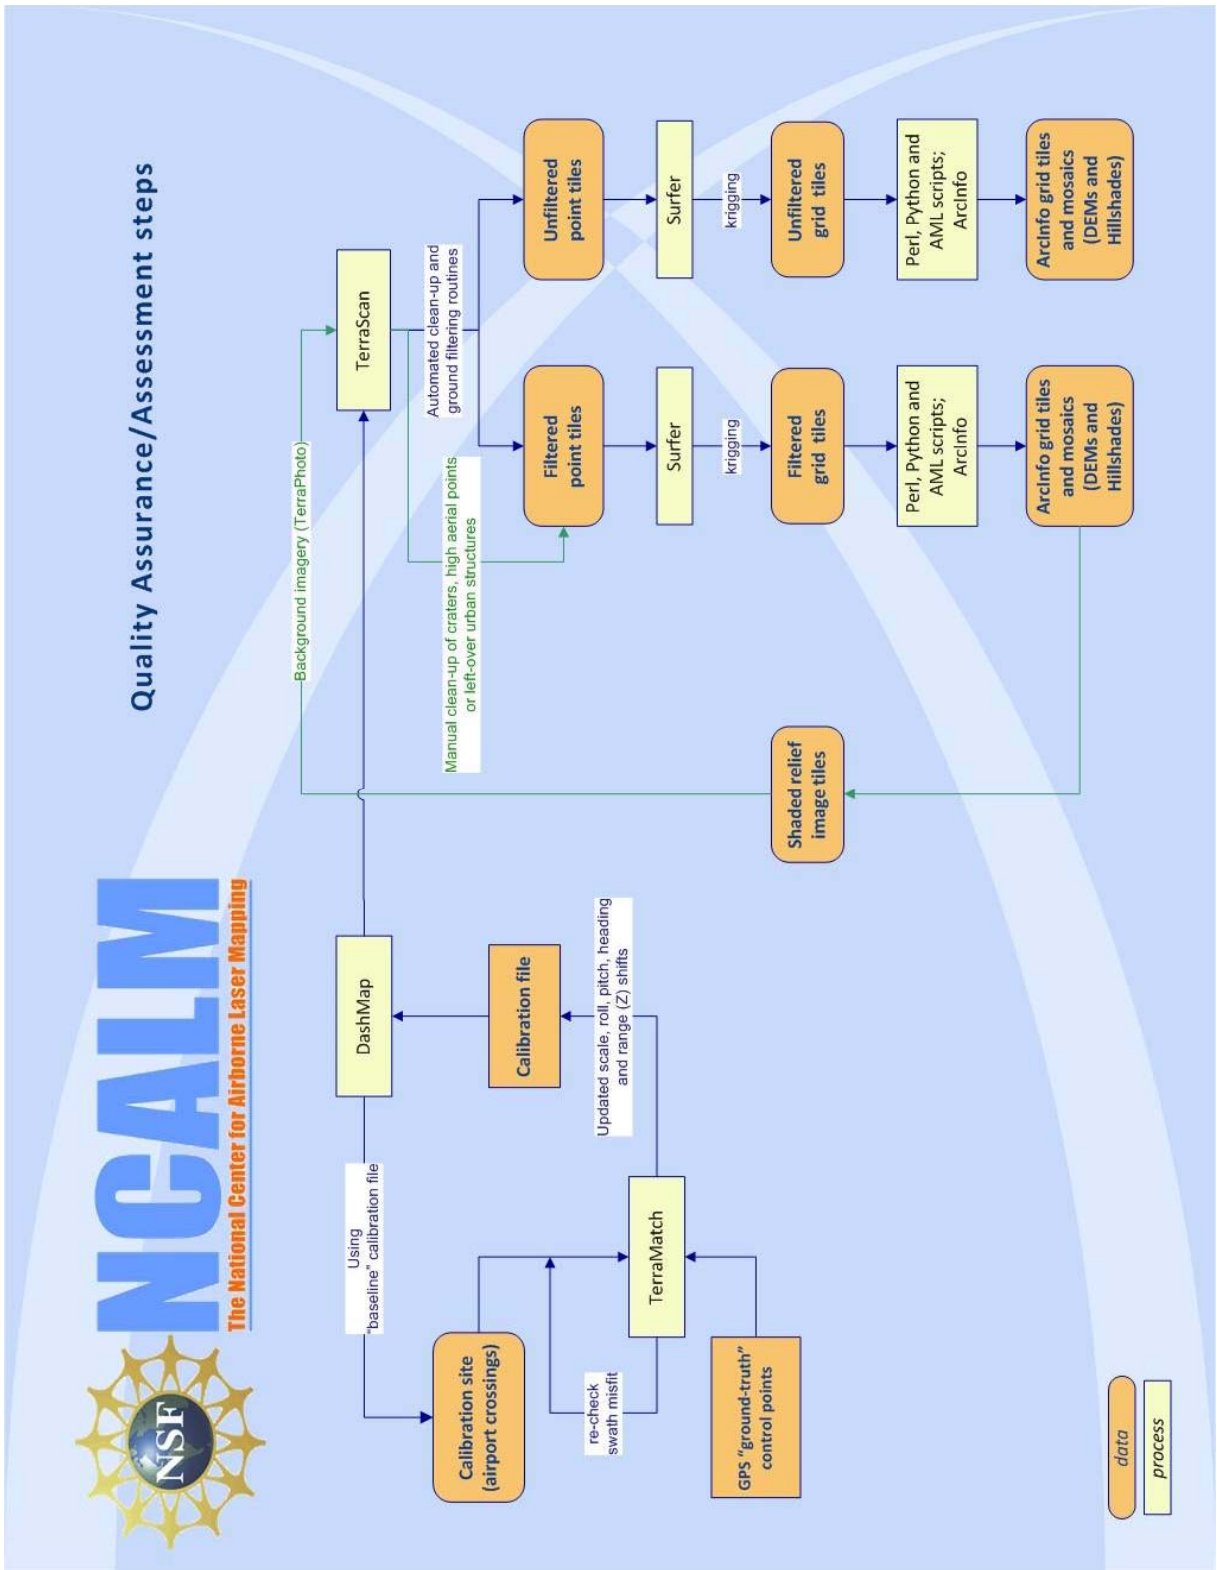 NSF
NCALM
The National Center for Airborne Laser Mapping
Quality Assurance/Assessment steps
Background imagery (TerraPhoto)
DashMap
TerraScan
Using
"baseline" calibration file
Calibration site
(airport crossings)
Calibration file
Manual clean-up of craters, high aerial points
or left-over urban structures
Automated clean-up and
ground filtering routines
Filtered
point tiles
Unfiltered
point tiles
re-check
swath misfit
Updated scale, roll, pitch, heading
and range (Z) shifts
TerraMatch
Surfer
Surfer
krigging
krigging
GPS "ground-truth"
control points
Shaded relief
image tiles
Filtered
grid tiles
Unfiltered
grid tiles
Perl, Python and
AML scripts;
ArcInfo
Perl, Python and
AML scripts;
ArcInfo
ArcInfo grid tiles
and mosaics
(DEMs and
Hillshades)
ArcInfo grid tiles
and mosaics
(DEMs and
Hillshades)
data
process